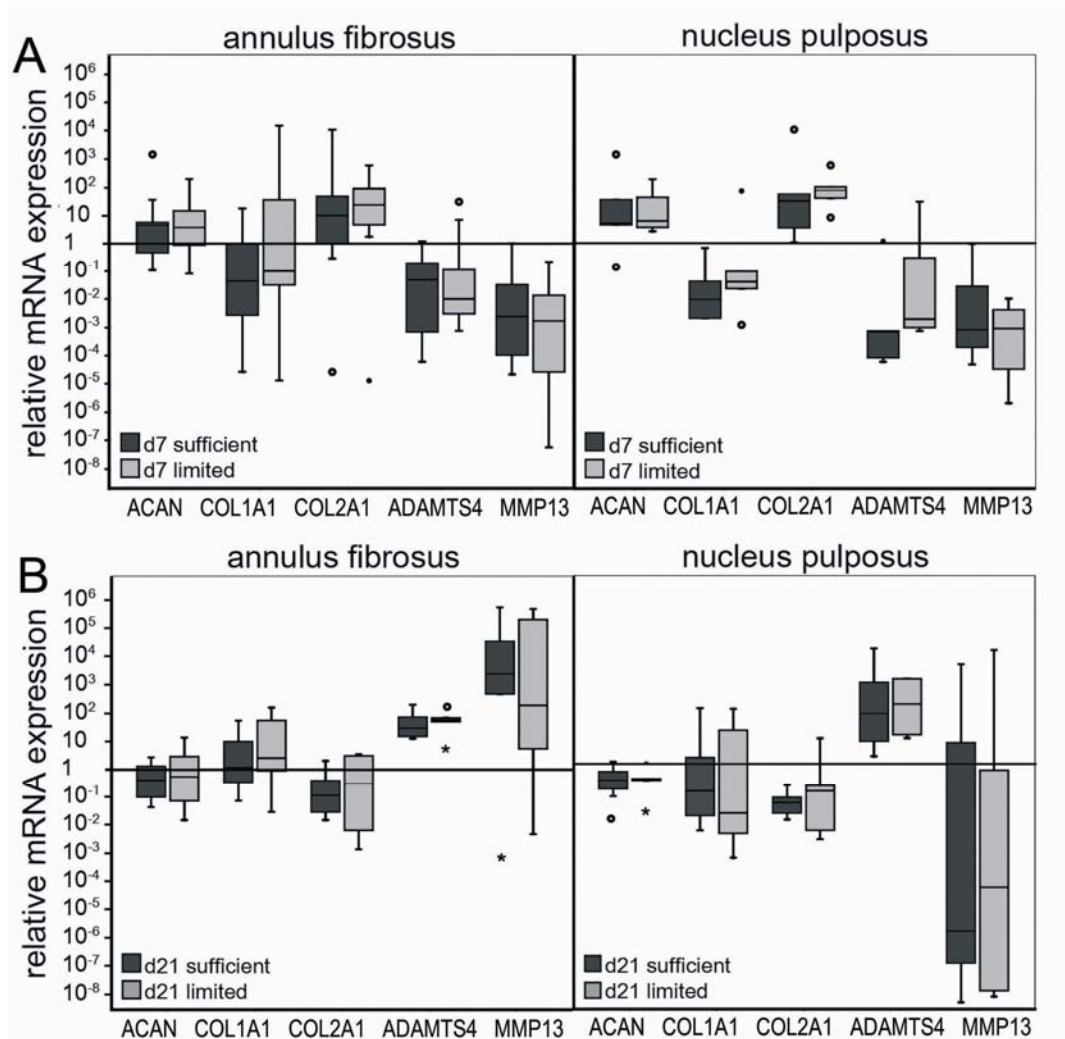 A
annulus fibrosus
nucleus pulposus
relative mRNA expression
10⁶
10⁵
10⁴
10³
10²
10
1
10⁻¹
10⁻²
10⁻³
10⁻⁴
10⁻⁵
10⁻⁶
10⁻⁷
10⁻⁸
d7 sufficient
d7 limited
d7 sufficient
d7 limited
ACAN COL1A1 COL2A1 ADAMTS4 MMP13
ACAN COL1A1 COL2A1 ADAMTS4 MMP13
B
annulus fibrosus
nucleus pulposus
relative mRNA expression
10⁶
10⁵
10⁴
10³
10²
10
1
10⁻¹
10⁻²
10⁻³
10⁻⁴
10⁻⁵
10⁻⁶
10⁻⁷
10⁻⁸
d21 sufficient
d21 limited
d21 sufficient
d21 limited
ACAN COL1A1 COL2A1 ADAMTS4 MMP13
ACAN COL1A1 COL2A1 ADAMTS4 MMP13